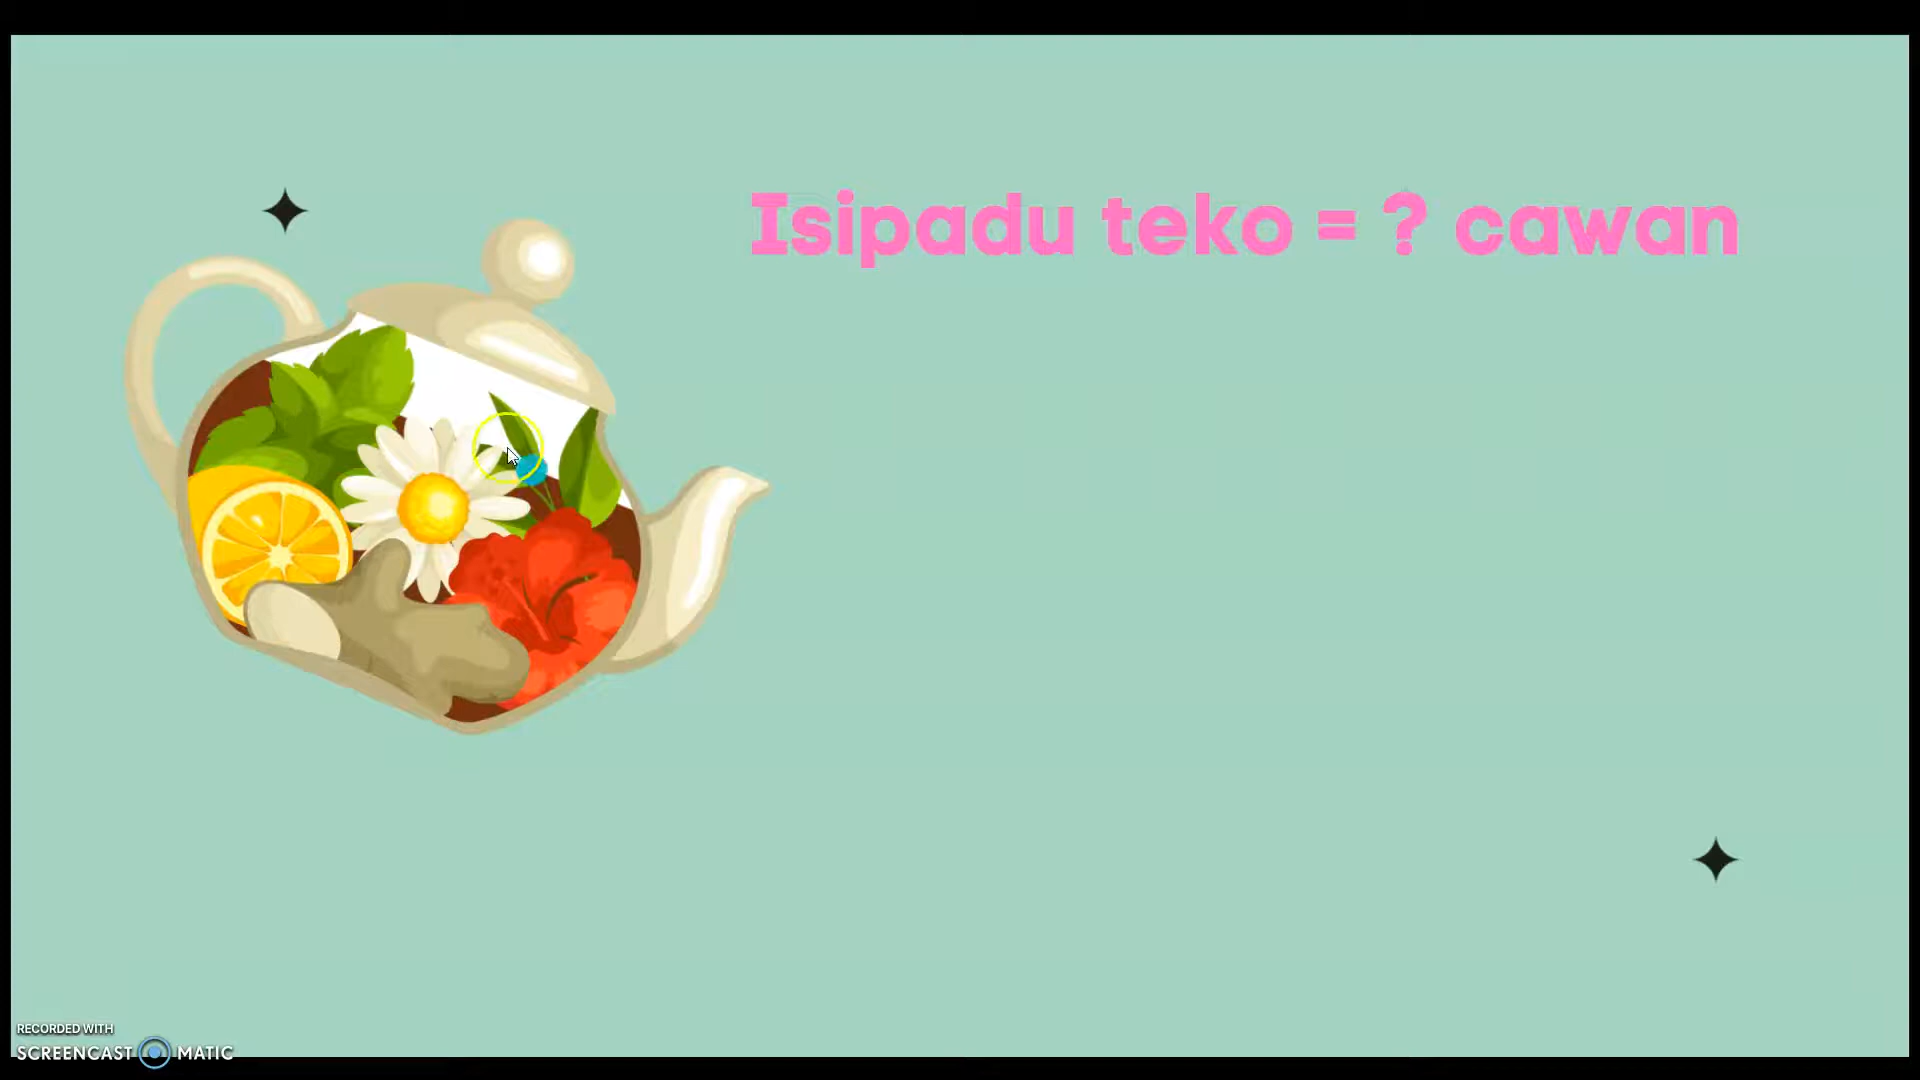 Isipadu teko = ? cawan
RECORDED WITH
SCREENCAST MATIC